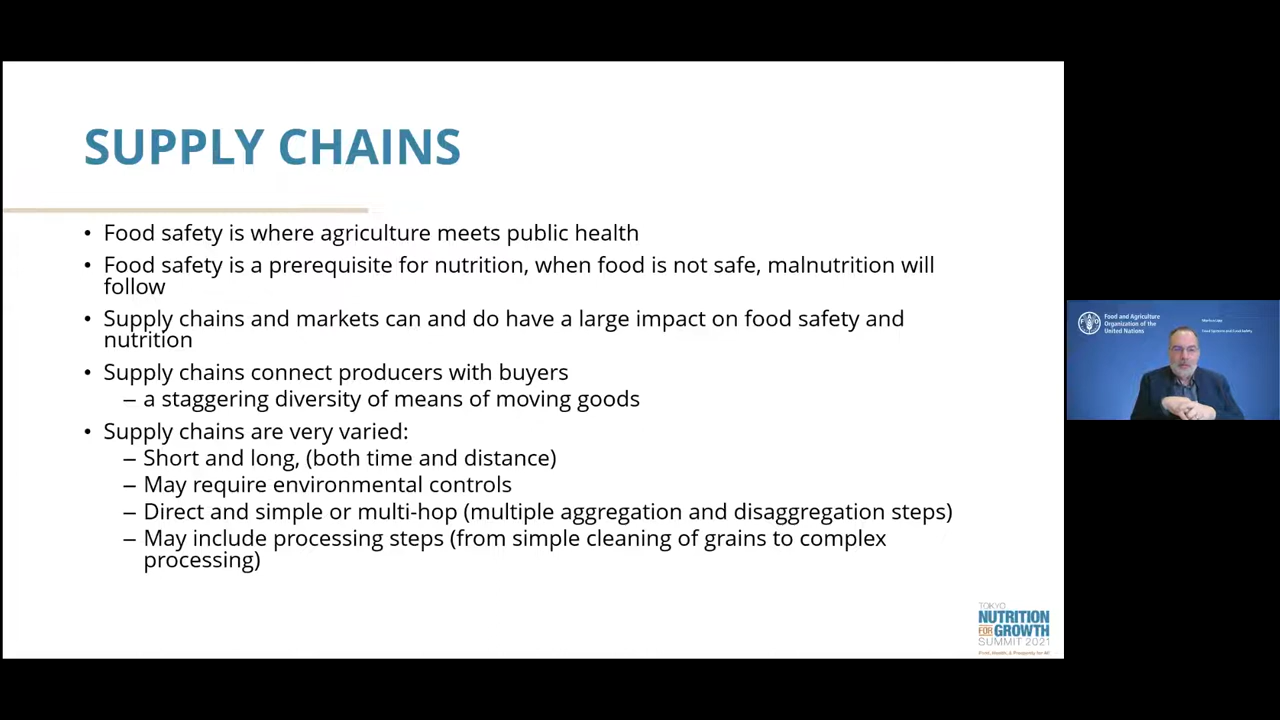 SUPPLY CHAINS
• Food safety is where agriculture meets public health
• Food safety is a prerequisite for nutrition, when food is not safe, malnutrition will
follow
• Supply chains and markets can and do have a large impact on food safety and
nutrition
• Supply chains connect producers with buyers
– a staggering diversity of means of moving goods
• Supply chains are very varied:
– Short and long, (both time and distance)
– May require environmental controls
– Direct and simple or multi-hop (multiple aggregation and disaggregation steps)
– May include processing steps (from simple cleaning of grains to complex
processing)
TOKYO
NUTRITION
FOR GROWTH
SUMMIT 2021
Food and Agriculture
Organization of the
United Nations
Food Systems and Food Safety